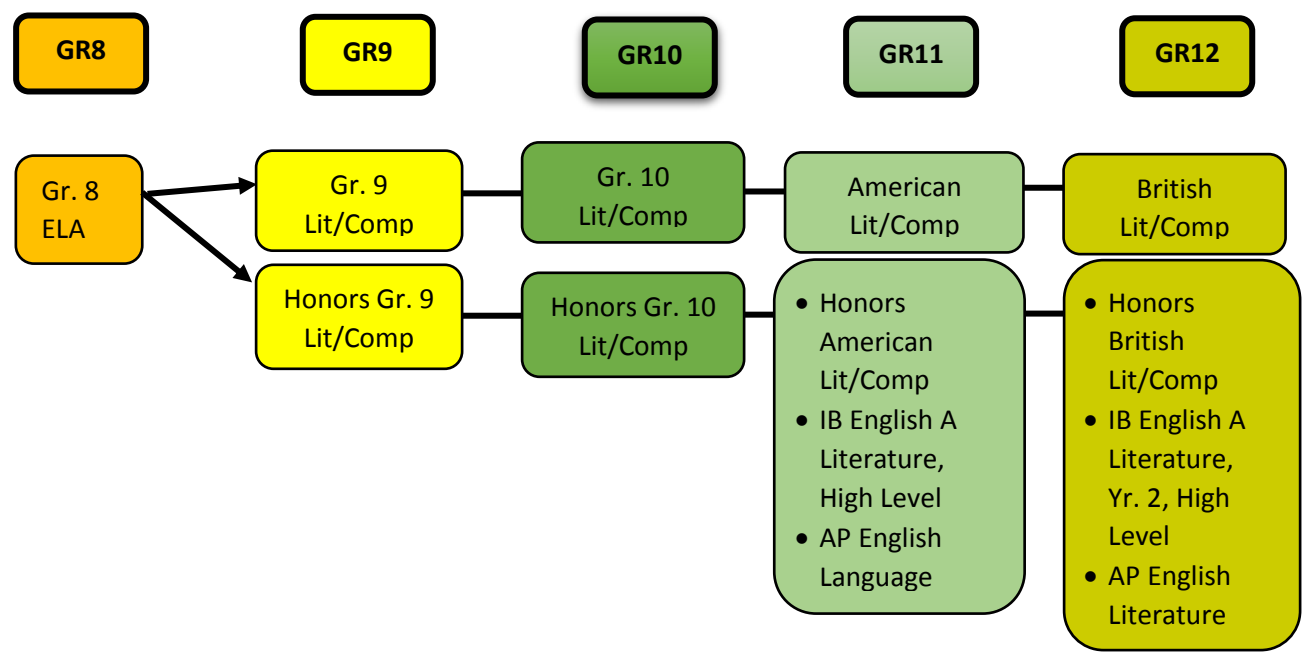 GR8
GR9
GR10
GR11
GR12
Gr. 8
ELA
Gr. 9
Lit/Comp
Gr. 10
Lit/Comp
American
Lit/Comp
British
Lit/Comp
Honors Gr. 9
Lit/Comp
Honors Gr. 10
Lit/Comp
• Honors
American
Lit/Comp
• IB English A
Literature,
High Level
• AP English
Language
• Honors
British
Lit/Comp
• IB English A
Literature,
Yr. 2, High
Level
• AP English
Literature